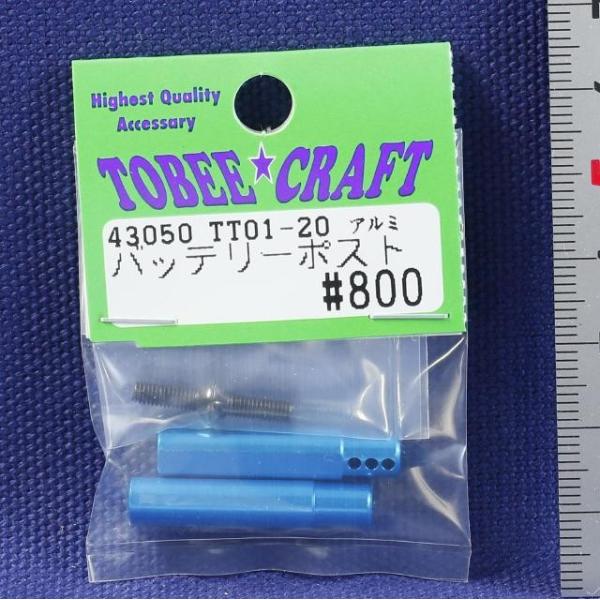 Highest Quality
Accessary
TOBEE★CRAFT
43050 TT01-20 アルミ
バッテリーポスト
#800